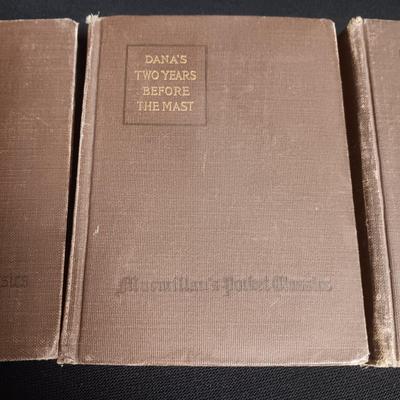 DANA'S
TWO YEARS
BEFORE
THE MAST
Macmillan's Pocket Classics